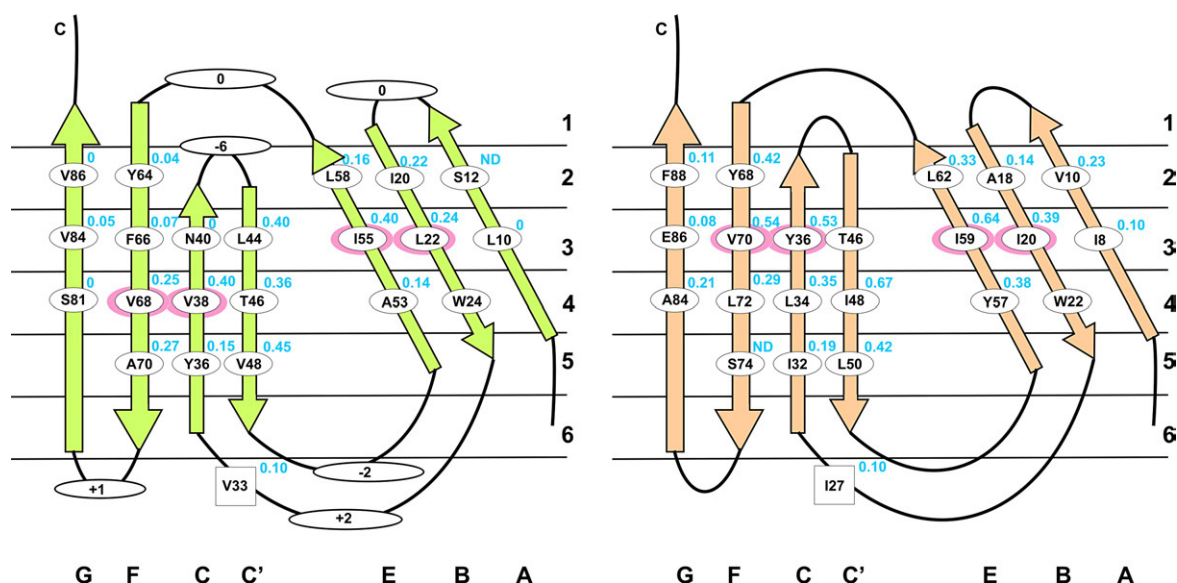 C
0
0
-6
1
0 0.04 0.16 0.22 ND
V86 Y64 L58 I20 S12 2
0.05 0.07 0 0.40 0.40 0.24 0
V84 F66 N40 L44 I55 L22 L10 3
0 0.25 0.40 0.36 0.14
S81 V68 V38 T46 A53 W24 4
0.27 0.15 0.45
A70 Y36 V48 5
6
0.10
V33
-2
+1
+2
G F C C' E B A
C
1
0.11 0.42 0.33 0.14 0.23
F88 Y68 L62 A18 V10 2
0.08 0.54 0.53 0.64 0.39 0.10
E86 V70 Y36 T46 I59 I20 I8 3
0.21 0.29 0.35 0.67 0.38
A84 L72 L34 I48 Y57 W22 4
ND 0.19 0.42
S74 I32 L50 5
6
0.10
I27
G F C C' E B A